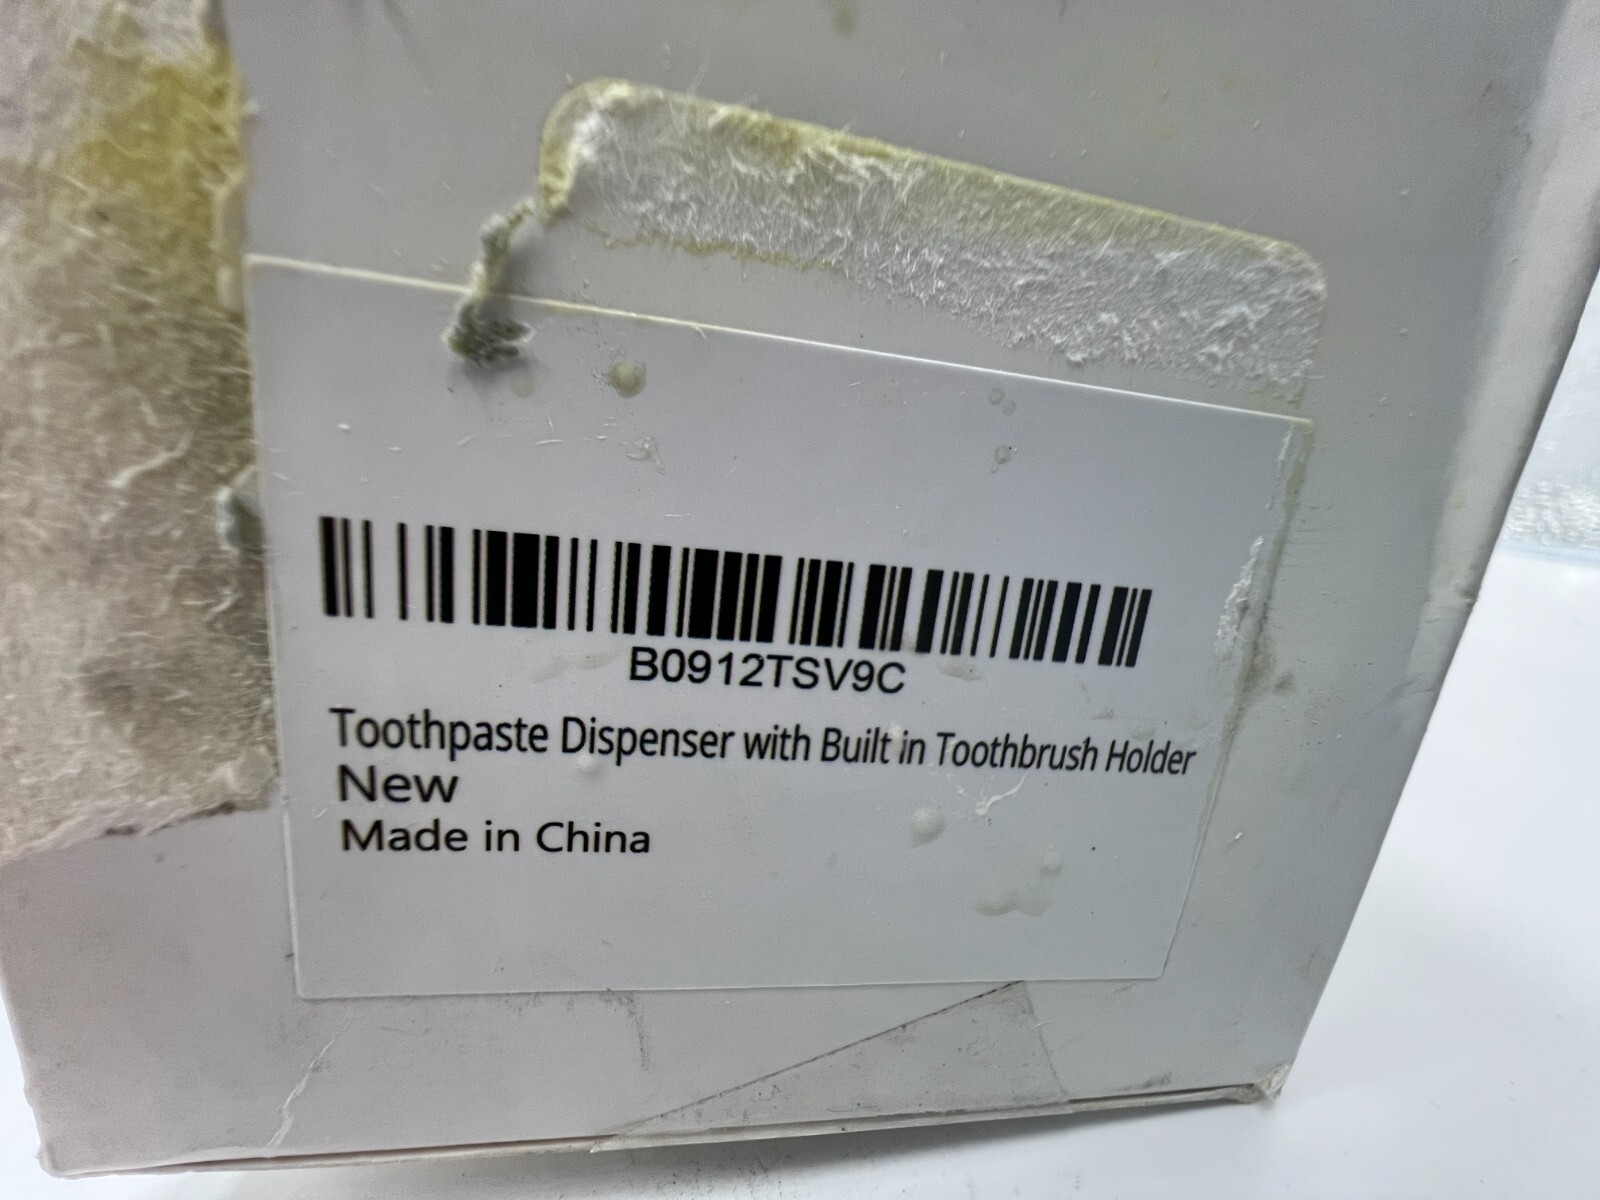 B0912TSV9C
Toothpaste Dispenser with Built in Toothbrush Holder
New
Made in China